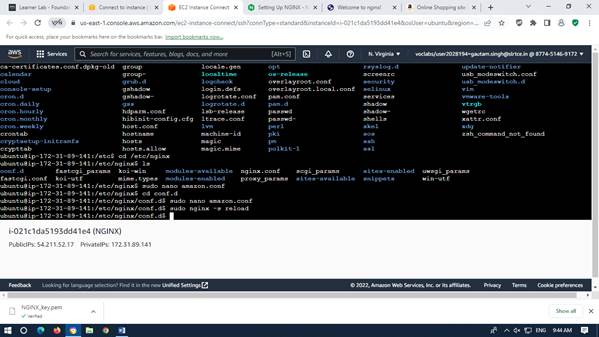 Learner Lab - Foundation
Connect to instance
EC2 Instance Connect
Setting Up NGINX
Welcome to nginx!
Online Shopping site
us-east-1.console.aws.amazon.com/ec2-instance-connect/ssh?connType=standard&instanceId=i-021c1da5193dd41e4&osUser=ubuntu&region=...
For quick access, place your bookmarks here on the bookmarks bar. Import bookmarks now...
aws Services Search for services, features, blogs, docs, and more [Alt+S] N. Virginia voclabs/user2028194=gautam.singh@slrtce.in @ 8774-5146-9172
ca-certificates.conf.dpkg-old group locale.gen opt rsyslog.d update-notifier
calendar group- localtime os-release screenrc usb_modeswitch.conf
cloud grub.d logcheck overlayroot.conf selinux usb_modeswitch.d
console-setup gshadow login.defs overlayroot.local.conf services vim
cron.d gshadow- logrotate.conf pam.conf sgml vmware-tools
cron.daily gss logrotate.d pam.d shadow vtrgb
cron.hourly hdparm.conf lsb-release passwd shadow- wgetrc
cron.monthly hibinit-config.cfg ltrace.conf passwd- shells xattr.conf
cron.weekly host.conf lvm perl skel xdg
crontab hostname machine-id pki sos zsh_command_not_found
cryptsetup-initramfs hosts magic pm ssh
crypttab hosts.allow magic.mime polkit-1 ssl
ubuntu@ip-172-31-89-141:/etc$ cd /etc/nginx
ubuntu@ip-172-31-89-141:/etc/nginx$ ls
conf.d fastcgi_params koi-win modules-available nginx.conf scgi_params sites-enabled uwsgi_params
fastcgi.conf koi-utf mime.types modules-enabled proxy_params sites-available snippets win-utf
ubuntu@ip-172-31-89-141:/etc/nginx$ sudo nano amazon.conf
ubuntu@ip-172-31-89-141:/etc/nginx$ cd conf.d
ubuntu@ip-172-31-89-141:/etc/nginx/conf.d$ sudo nano amazon.conf
ubuntu@ip-172-31-89-141:/etc/nginx/conf.d$ sudo nginx -s reload
ubuntu@ip-172-31-89-141:/etc/nginx/conf.d$
i-021c1da5193dd41e4 (NGINX)
PublicIPs: 54.211.52.17 PrivateIPs: 172.31.89.141
Feedback Looking for language selection? Find it in the new Unified Settings © 2022, Amazon Web Services, Inc. or its affiliates. Privacy Terms Cookie preferences
NGINX_key.pem
Verified
Show all
ENG 9:44 AM